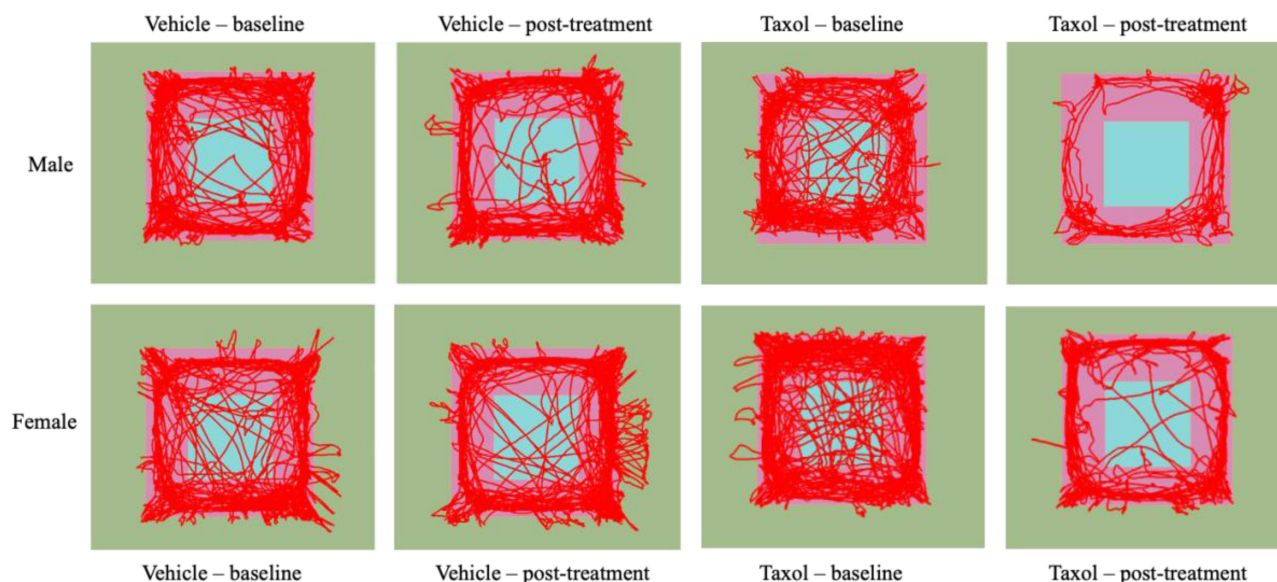 Vehicle – baseline Vehicle – post-treatment Taxol – baseline Taxol – post-treatment
Male
Female
Vehicle – baseline Vehicle – post-treatment Taxol – baseline Taxol – post-treatment